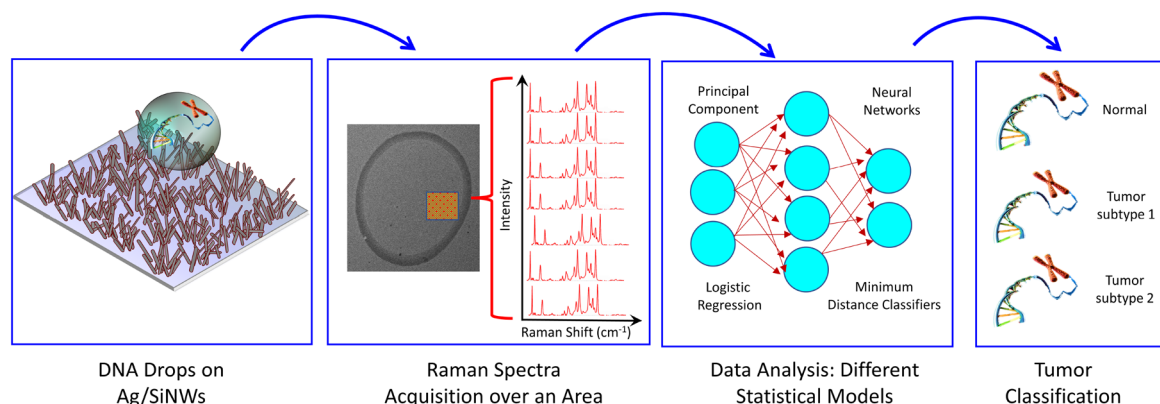 Intensity
Raman Shift (cm⁻¹)
Principal
Component
Neural
Networks
Logistic
Regression
Minimum
Distance Classifiers
Normal
Tumor
subtype 1
Tumor
subtype 2
DNA Drops on
Ag/SiNWs
Raman Spectra
Acquisition over an Area
Data Analysis: Different
Statistical Models
Tumor
Classification